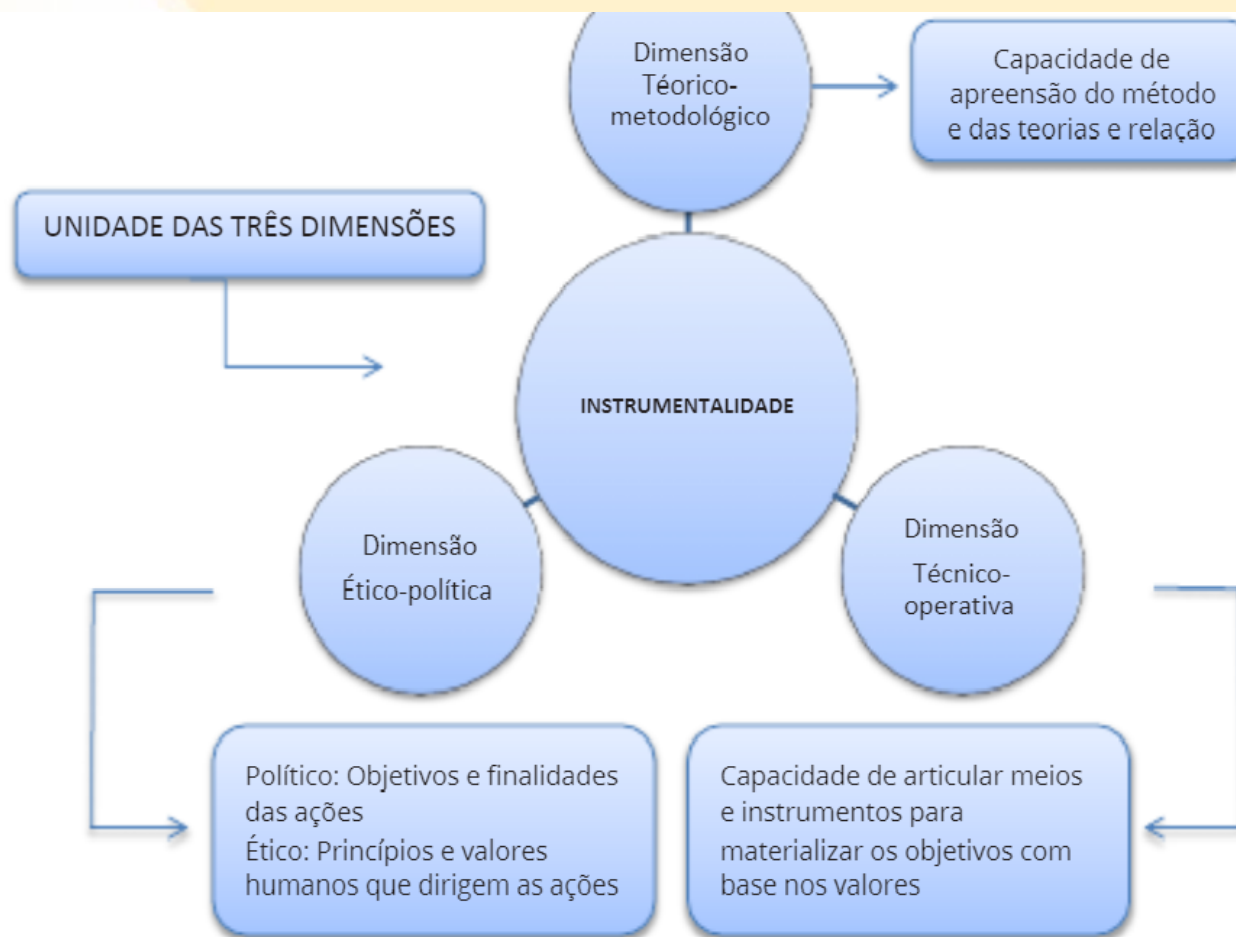 Dimensão
Téorico-
metodológico
Capacidade de
apreensão do método
e das teorias e relação
UNIDADE DAS TRÊS DIMENSÕES
INSTRUMENTALIDADE
Dimensão
Ético-política
Dimensão
Técnico-
operativa
Político: Objetivos e finalidades
das ações
Ético: Princípios e valores
humanos que dirigem as ações
Capacidade de articular meios
e instrumentos para
materializar os objetivos com
base nos valores